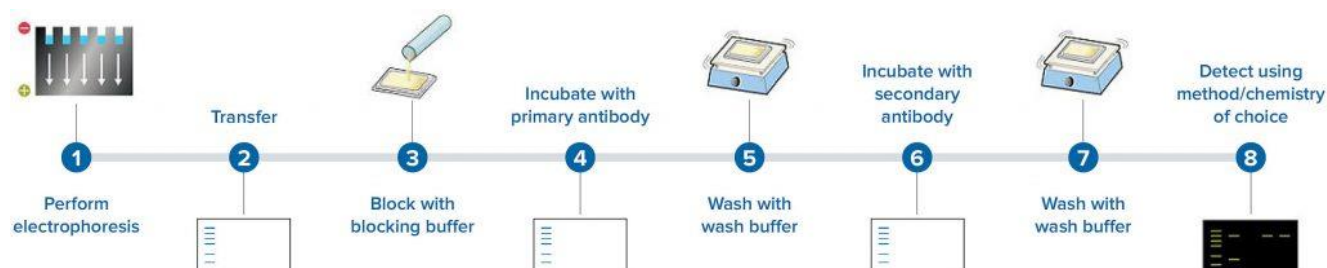 1
Perform
electrophoresis
Transfer
2
3
Block with
blocking buffer
Incubate with
primary antibody
4
5
Wash with
wash buffer
Incubate with
secondary
antibody
6
7
Wash with
wash buffer
Detect using
method/chemistry
of choice
8